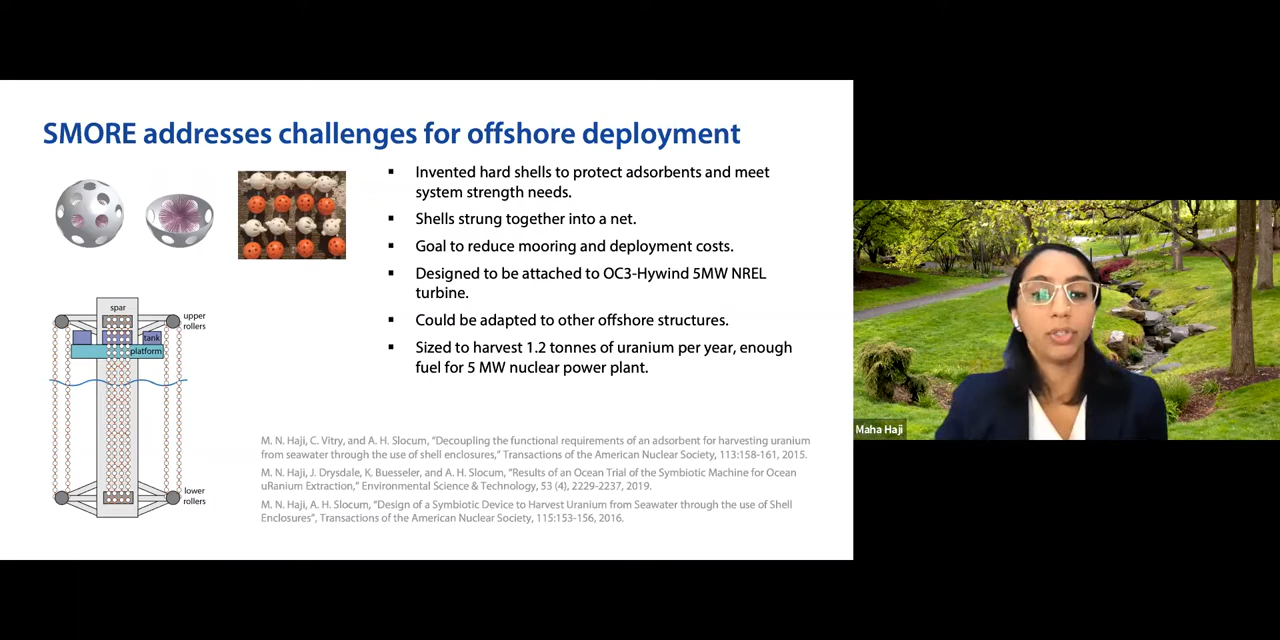 SMORE addresses challenges for offshore deployment
▪ Invented hard shells to protect adsorbents and meet
system strength needs.
▪ Shells strung together into a net.
▪ Goal to reduce mooring and deployment costs.
▪ Designed to be attached to OC3-Hywind 5MW NREL
turbine.
▪ Could be adapted to other offshore structures.
▪ Sized to harvest 1.2 tonnes of uranium per year, enough
fuel for 5 MW nuclear power plant.
spar
upper
rollers
tank
platform
lower
rollers
M. N. Haji, C. Vitry, and A. H. Slocum, “Decoupling the functional requirements of an adsorbent for harvesting uranium
from seawater through the use of shell enclosures,” Transactions of the American Nuclear Society, 113:158-161, 2015.
M. N. Haji, J. Drysdale, K. Buesseler, and A. H. Slocum, “Results of an Ocean Trial of the Symbiotic Machine for Ocean
uRanium Extraction,” Environmental Science & Technology, 53 (4), 2229-2237, 2019.
M. N. Haji, A. H. Slocum, “Design of a Symbiotic Device to Harvest Uranium from Seawater through the use of Shell
Enclosures”, Transactions of the American Nuclear Society, 115:153-156, 2016.
Maha Haji